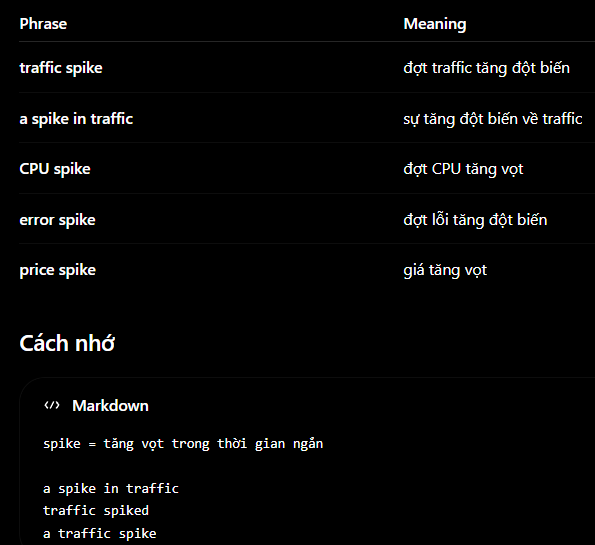 Phrase Meaning
traffic spike đợt traffic tăng đột biến
a spike in traffic sự tăng đột biến về traffic
CPU spike đợt CPU tăng vọt
error spike đợt lỗi tăng đột biến
price spike giá tăng vọt
Cách nhớ
Markdown
spike = tăng vọt trong thời gian ngắn
a spike in traffic
traffic spiked
a traffic spike